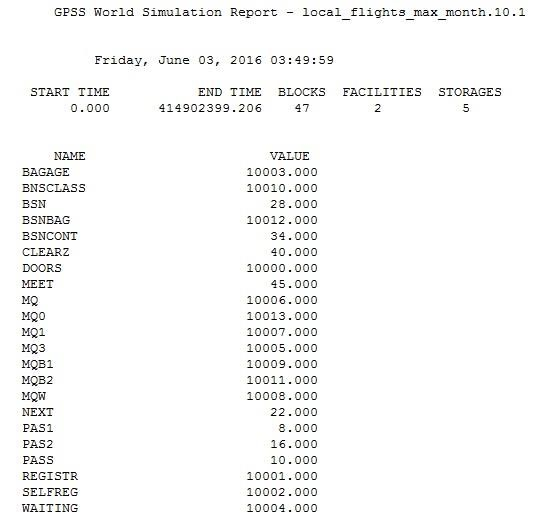 GPSS World Simulation Report - local_flights_max_month.10.1
Friday, June 03, 2016 03:49:59
START TIME END TIME BLOCKS FACILITIES STORAGES
0.000 414902399.206 47 2 5
NAME VALUE
BAGAGE 10003.000
BNSCLASS 10010.000
BSN 28.000
BSNBAG 10012.000
BSNCONT 34.000
CLEARZ 40.000
DOORS 10000.000
MEET 45.000
MQ 10006.000
MQ0 10013.000
MQ1 10007.000
MQ3 10005.000
MQB1 10009.000
MQB2 10011.000
MQW 10008.000
NEXT 22.000
PAS1 8.000
PAS2 16.000
PASS 10.000
REGISTR 10001.000
SELFREG 10002.000
WAITING 10004.000